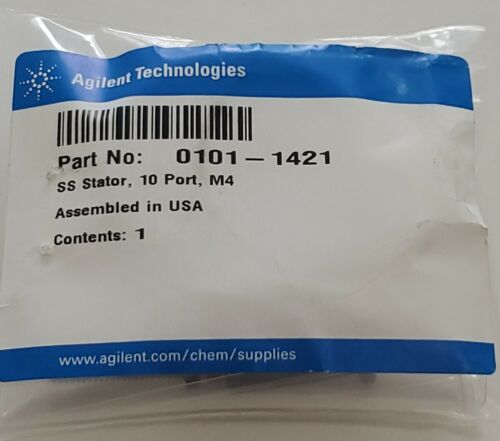 Agilent Technologies
Part No: 0101-1421
SS Stator, 10 Port, M4
Assembled in USA
Contents: 1
www.agilent.com/chem/supplies